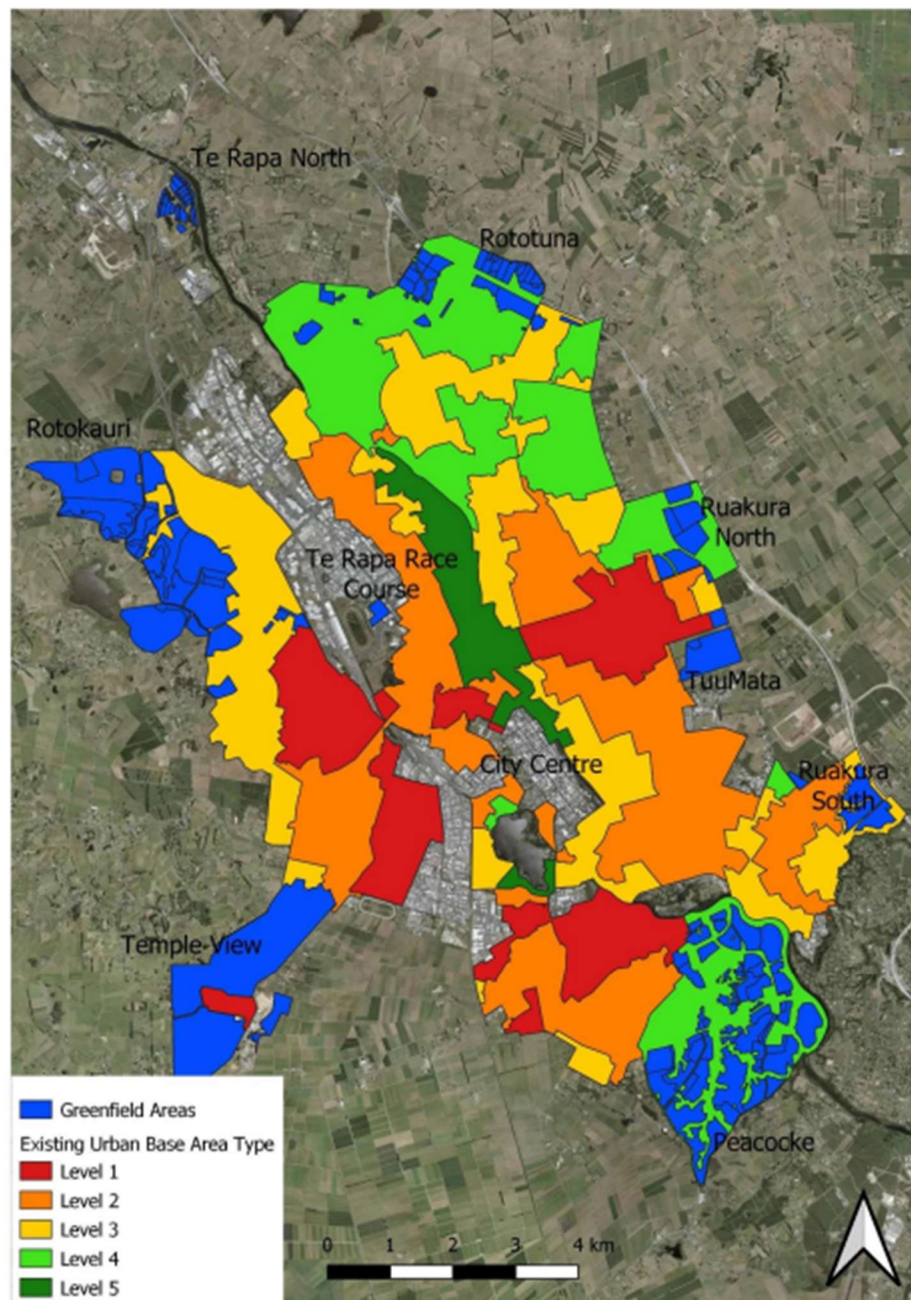 Te Rapa North
Rototuna
Rotokauri
Ruakura
North
Te Rapa Race
Course
TuuMata
City Centre
Ruakura
South
Temple-View
Peacocke
Greenfield Areas
Existing Urban Base Area Type
Level 1
Level 2
Level 3
Level 4
Level 5
0 1 2 3 4 km